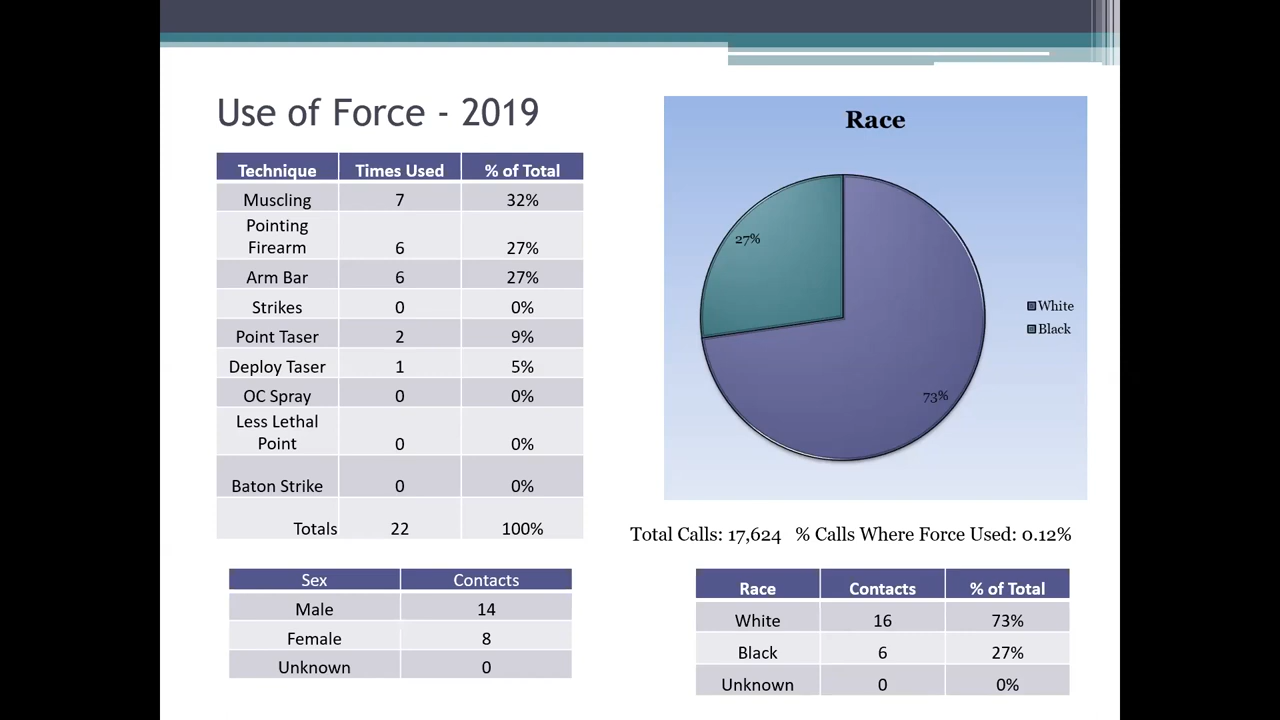 Use of Force - 2019
Technique Times Used % of Total
Muscling 7 32%
Pointing
Firearm 6 27%
Arm Bar 6 27%
Strikes 0 0%
Point Taser 2 9%
Deploy Taser 1 5%
OC Spray 0 0%
Less Lethal
Point 0 0%
Baton Strike 0 0%
Totals 22 100%
Sex Contacts
Male 14
Female 8
Unknown 0
Race
27%
73%
White
Black
Total Calls: 17,624 % Calls Where Force Used: 0.12%
Race Contacts % of Total
White 16 73%
Black 6 27%
Unknown 0 0%